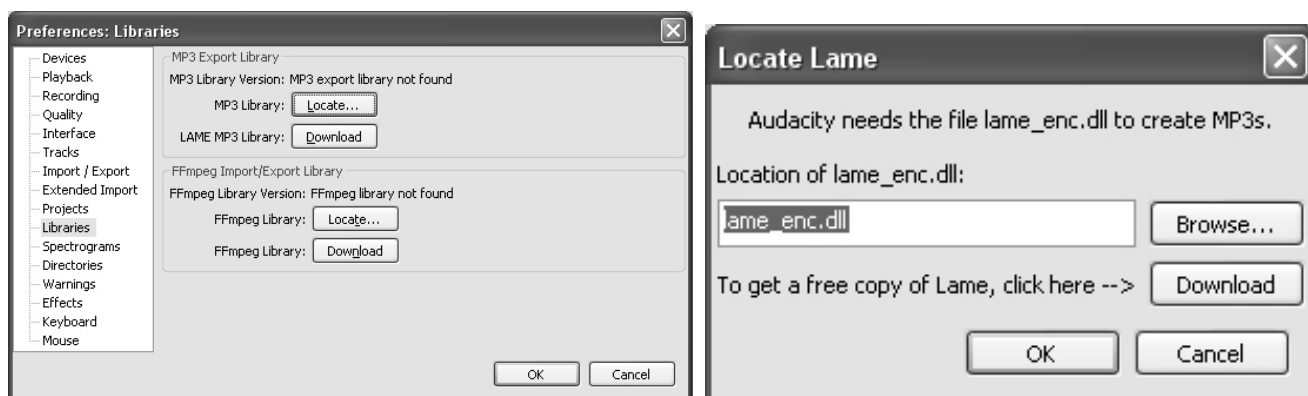 Preferences: Libraries
Devices
Playback
Recording
Quality
Interface
Tracks
Import / Export
Extended Import
Projects
Libraries
Spectrograms
Directories
Warnings
Effects
Keyboard
Mouse
MP3 Export Library
MP3 Library Version: MP3 export library not found
MP3 Library: Locate...
LAME MP3 Library: Download
FFmpeg Import/Export Library
FFmpeg Library Version: FFmpeg library not found
FFmpeg Library: Locate...
FFmpeg Library: Download
OK Cancel
Locate Lame
Audacity needs the file lame_enc.dll to create MP3s.
Location of lame_enc.dll:
lame_enc.dll Browse...
To get a free copy of Lame, click here --> Download
OK Cancel